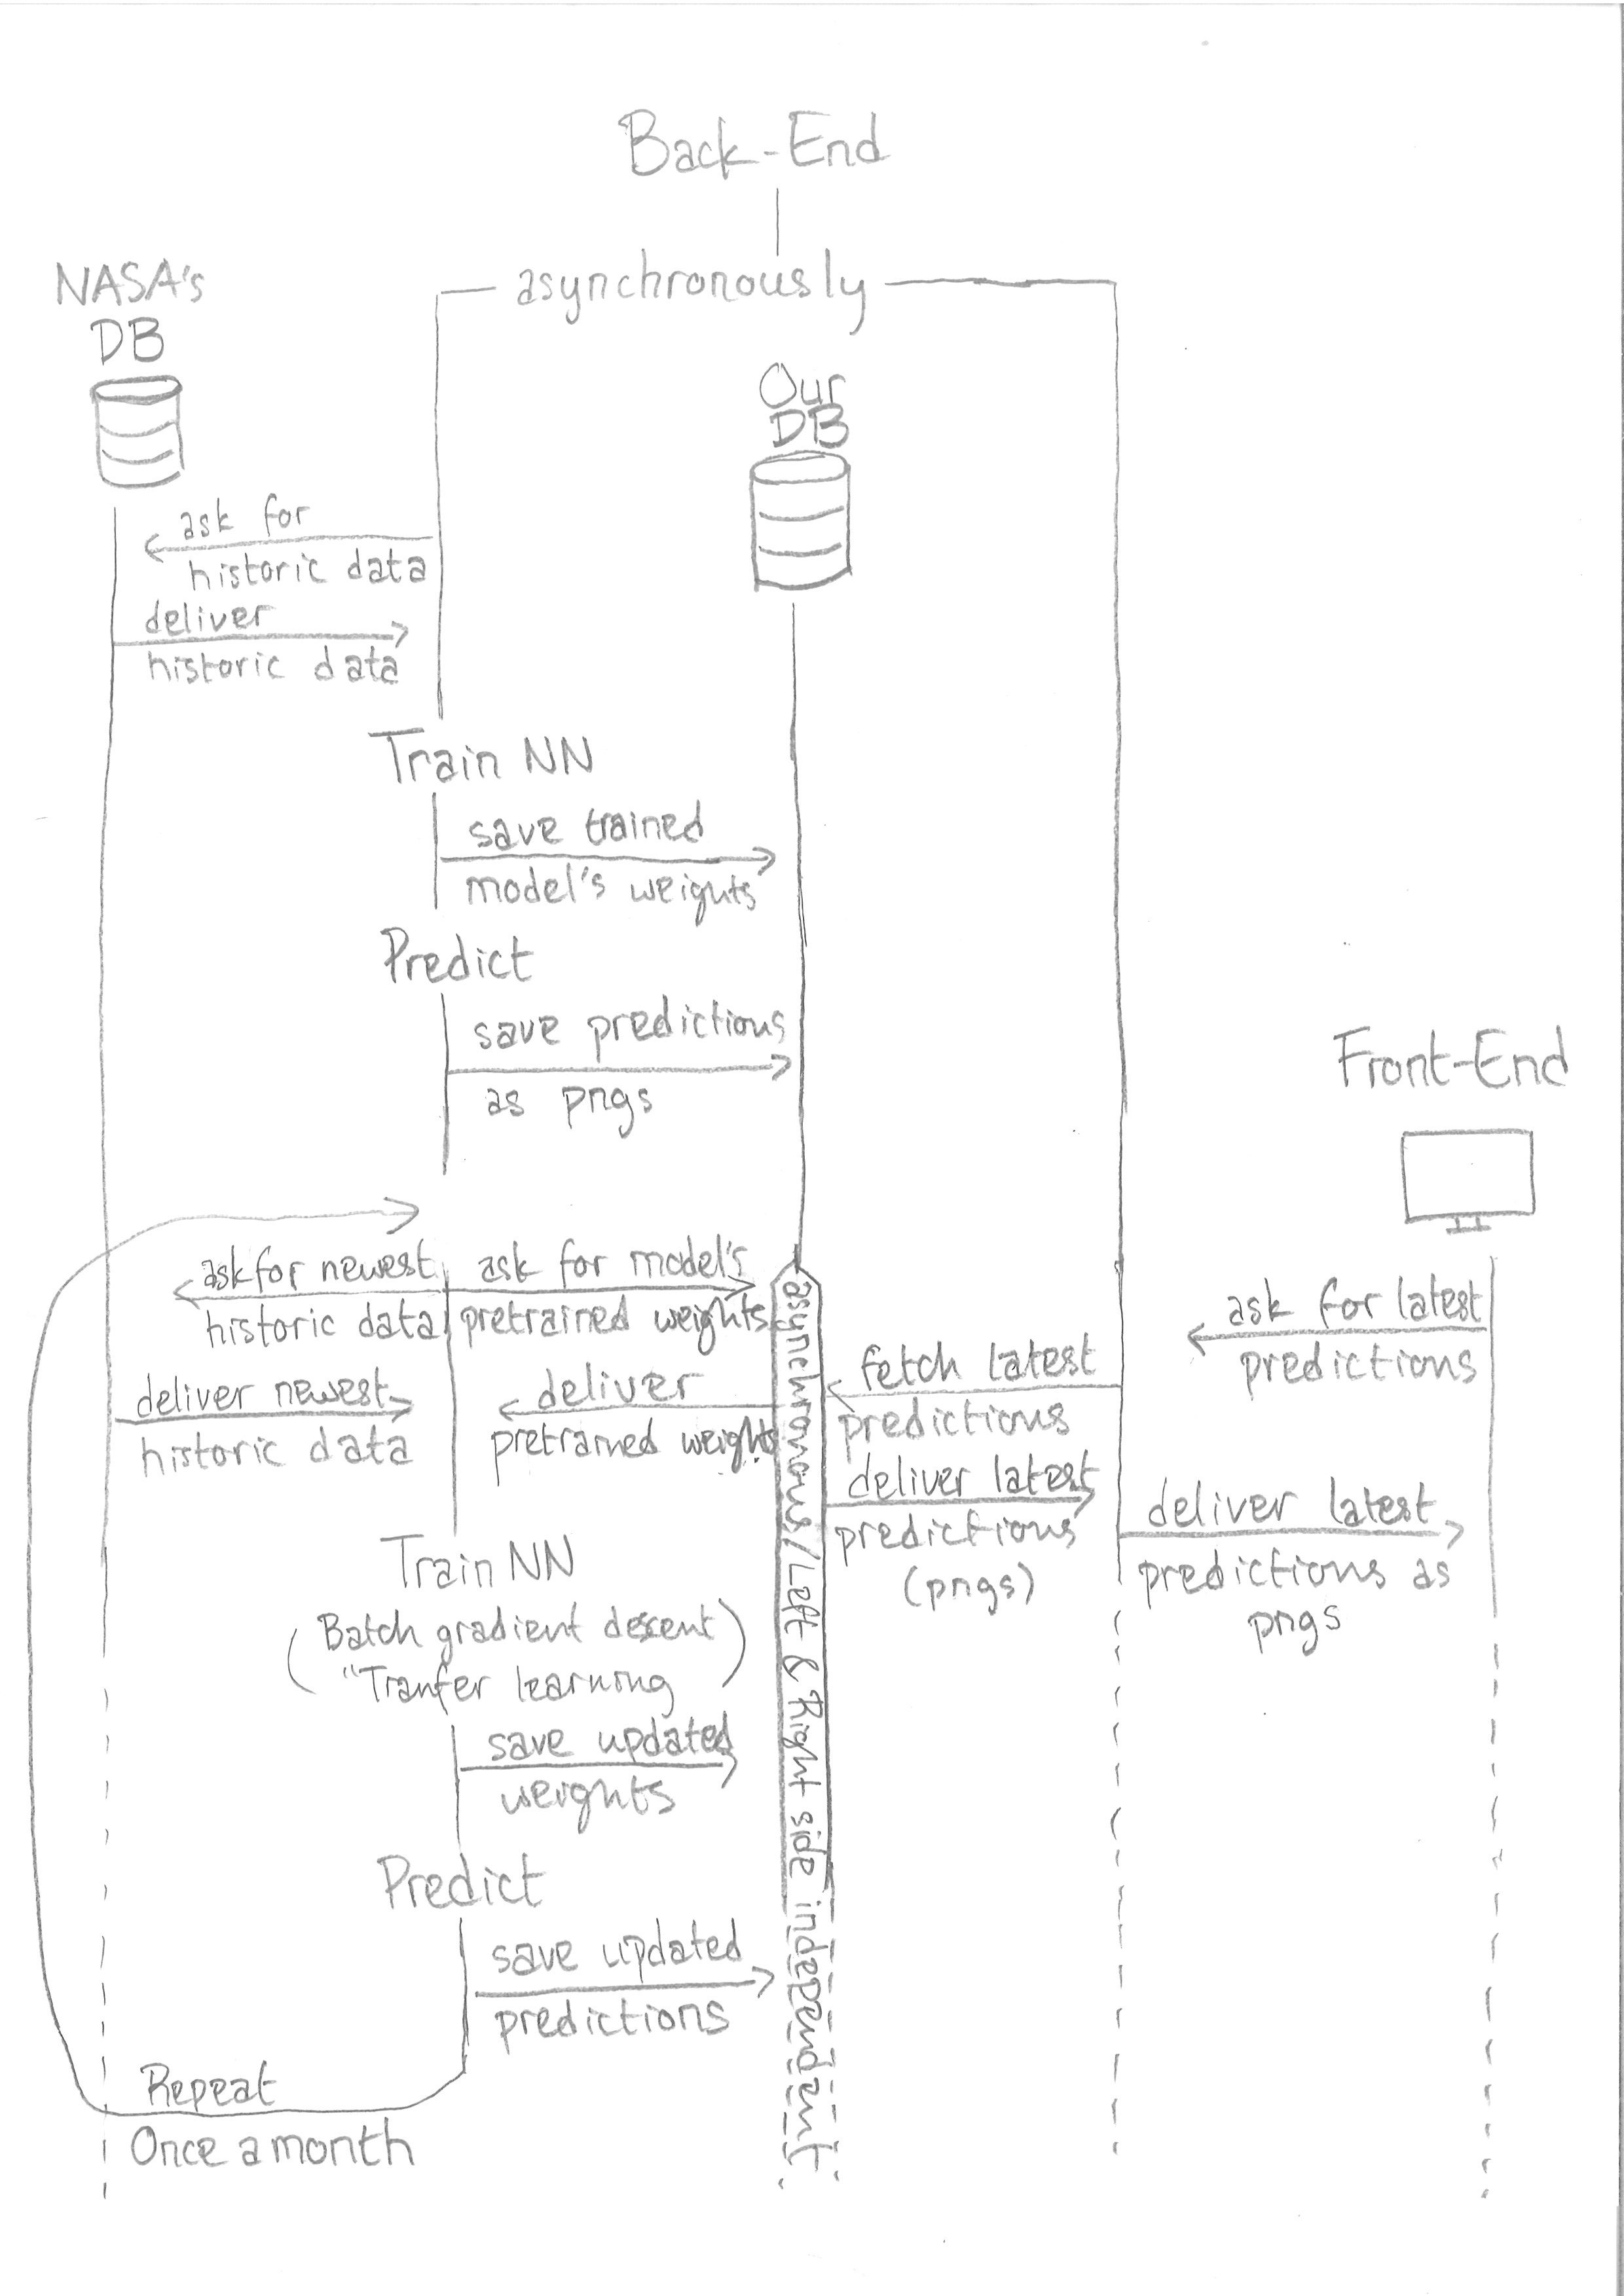 Back-End
asynchronously
NASA's
DB
Our
DB
ask for
historic data
deliver
historic data
Train NN
save trained
model's weights
Predict
save predictions
as pngs
Front-End
ask for newest
historic data
ask for model's
pretrained weights
deliver newest
historic data
deliver
pretrained weights
asynchronous/Left & Right side independent
ask for latest
predictions
fetch latest
predictions
deliver latest
predictions
(pngs)
deliver latest
predictions as
pngs
Train NN
(Batch gradient descent)
"Tranfer learning
save updated
weights
Predict
save updated
predictions
Repeat
Once a month